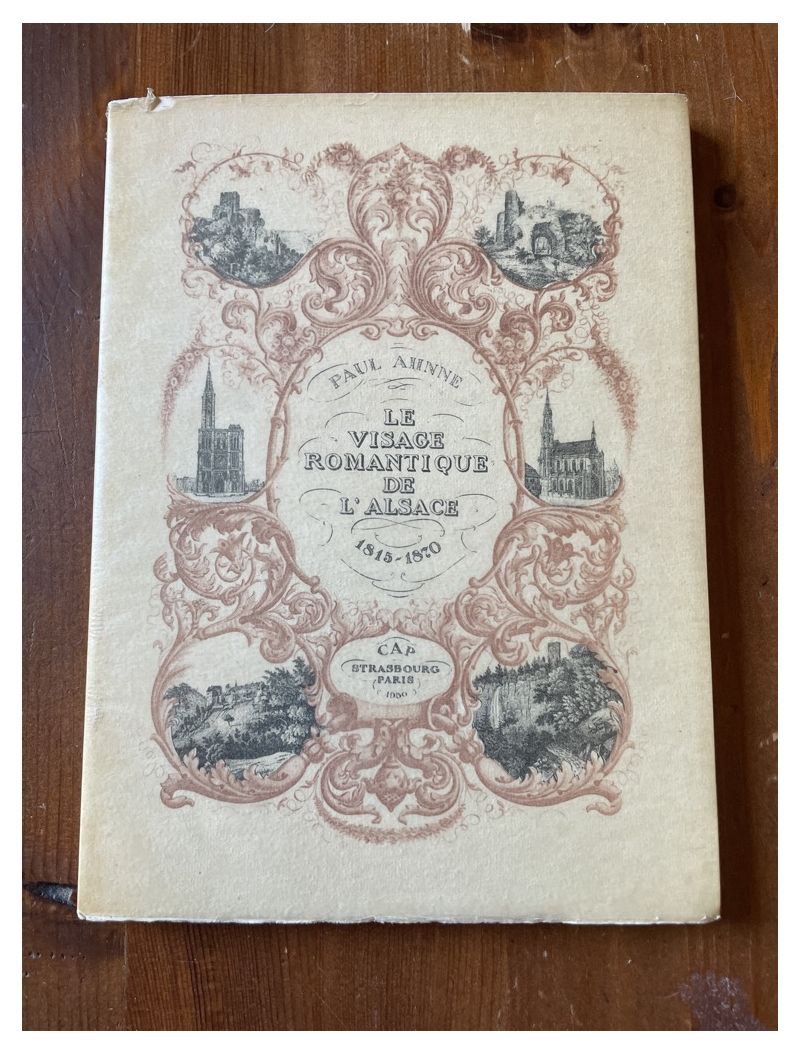 PAUL AHNNE
LE
VISAGE
ROMANTIQUE
DE
L'ALSACE
1815-1870
CAP
STRASBOURG
PARIS
1950